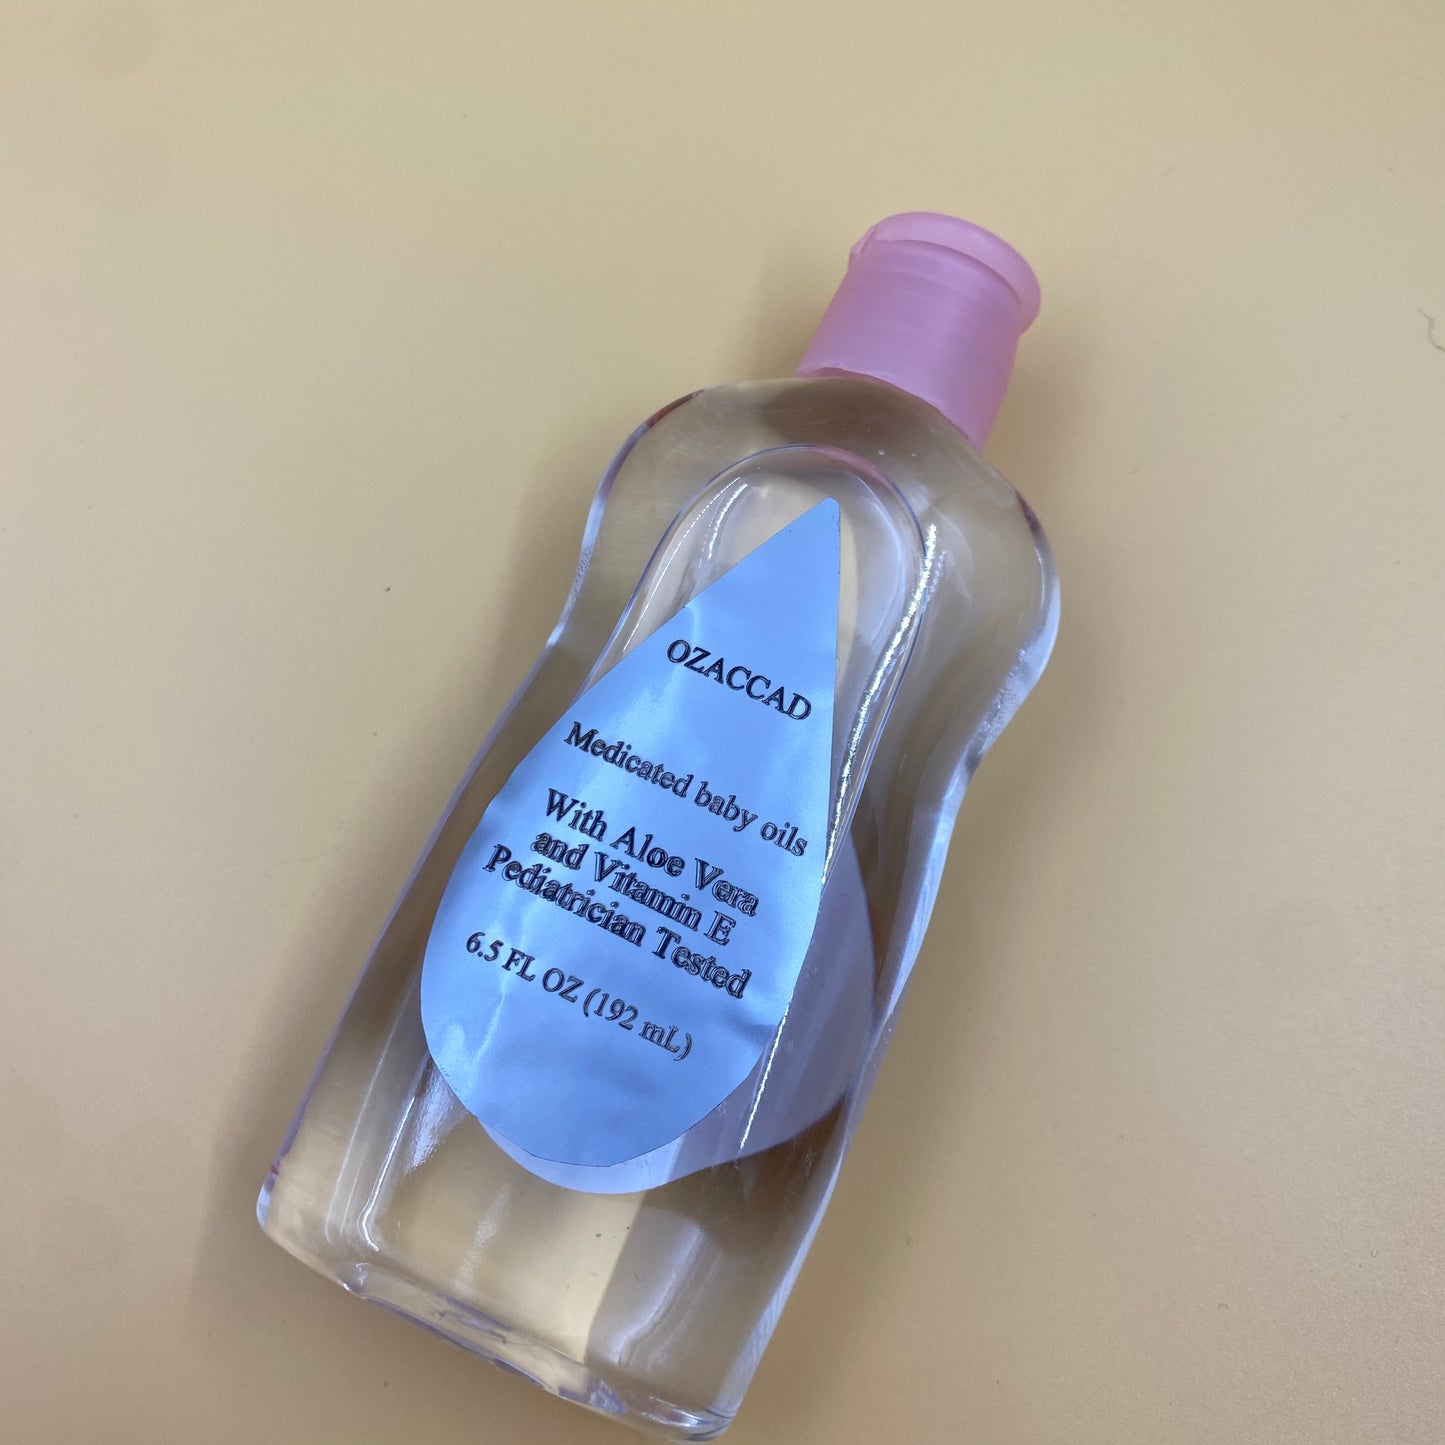 OZACCAD
Medicated baby oils
With Aloe Vera
and Vitamin E
Pediatrician Tested
6.5 FL OZ (192 mL)